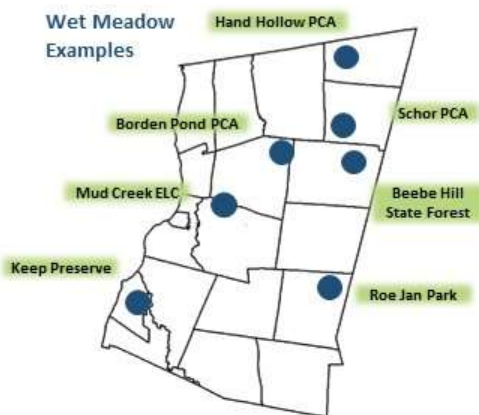 Wet Meadow
Examples
Hand Hollow PCA
Schor PCA
Borden Pond PCA
Mud Creek ELC
Beebe Hill
State Forest
Keep Preserve
Roe Jan Park